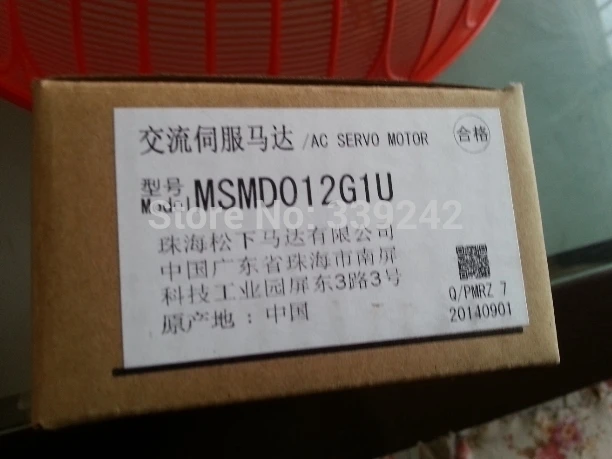 交流伺服马达 /AC SERVO MOTOR 合格
型号
Model MSMD012G1U
Store No: 339242
珠海松下马达有限公司
中国广东省珠海市南屏
科技工业园屏东3路3号
原产地：中国
Q/PMRZ 7
20140901